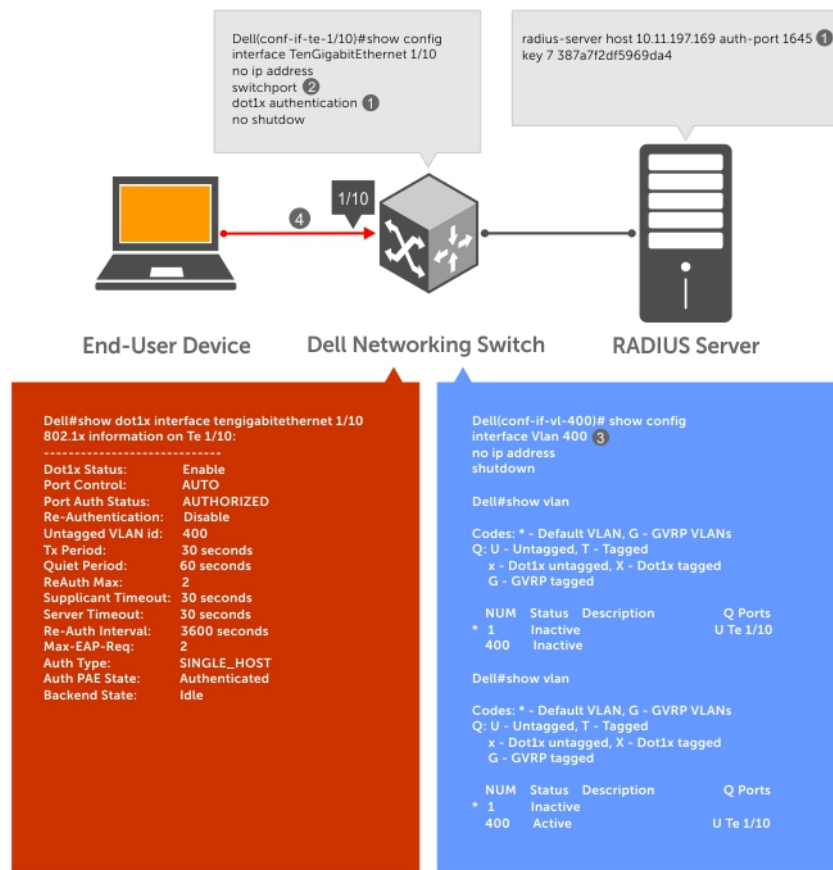 Dell(conf-if-te-1/10)#show config
interface TenGigabitEthernet 1/10
no ip address
switchport 2
dot1x authentication 1
no shutdow
radius-server host 10.11.197.169 auth-port 1645 1
key 7 387a7f2df5969da4
1/10
4
End-User Device
Dell Networking Switch
RADIUS Server
Dell#show dot1x interface tengigabitethernet 1/10
802.1x information on Te 1/10:
-----------------------------
Dot1x Status: Enable
Port Control: AUTO
Port Auth Status: AUTHORIZED
Re-Authentication: Disable
Untagged VLAN id: 400
Tx Period: 30 seconds
Quiet Period: 60 seconds
ReAuth Max: 2
Supplicant Timeout: 30 seconds
Server Timeout: 30 seconds
Re-Auth Interval: 3600 seconds
Max-EAP-Req: 2
Auth Type: SINGLE_HOST
Auth PAE State: Authenticated
Backend State: Idle
Dell(conf-if-vl-400)# show config
interface Vlan 400 3
no ip address
shutdown
Dell#show vlan
Codes: * - Default VLAN, G - GVRP VLANs
Q: U - Untagged, T - Tagged
x - Dot1x untagged, X - Dot1x tagged
G - GVRP tagged
NUM Status Description Q Ports
* 1 Inactive U Te 1/10
400 Inactive
Dell#show vlan
Codes: * - Default VLAN, G - GVRP VLANs
Q: U - Untagged, T - Tagged
x - Dot1x untagged, X - Dot1x tagged
G - GVRP tagged
NUM Status Description Q Ports
* 1 Inactive
400 Active U Te 1/10